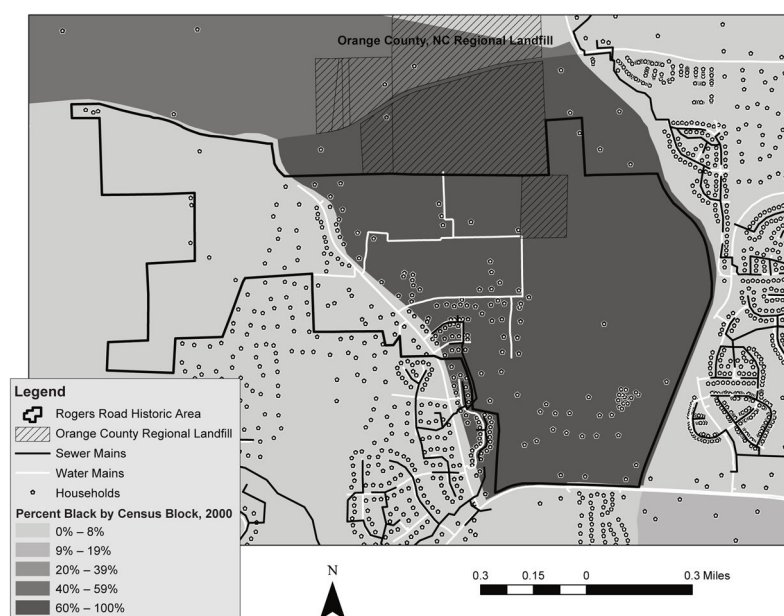 Orange County, NC Regional Landfill
Legend
Rogers Road Historic Area
Orange County Regional Landfill
Sewer Mains
Water Mains
Households
Percent Black by Census Block, 2000
0% – 8%
9% – 19%
20% – 39%
40% – 59%
60% – 100%
N
0.3 0.15 0 0.3 Miles